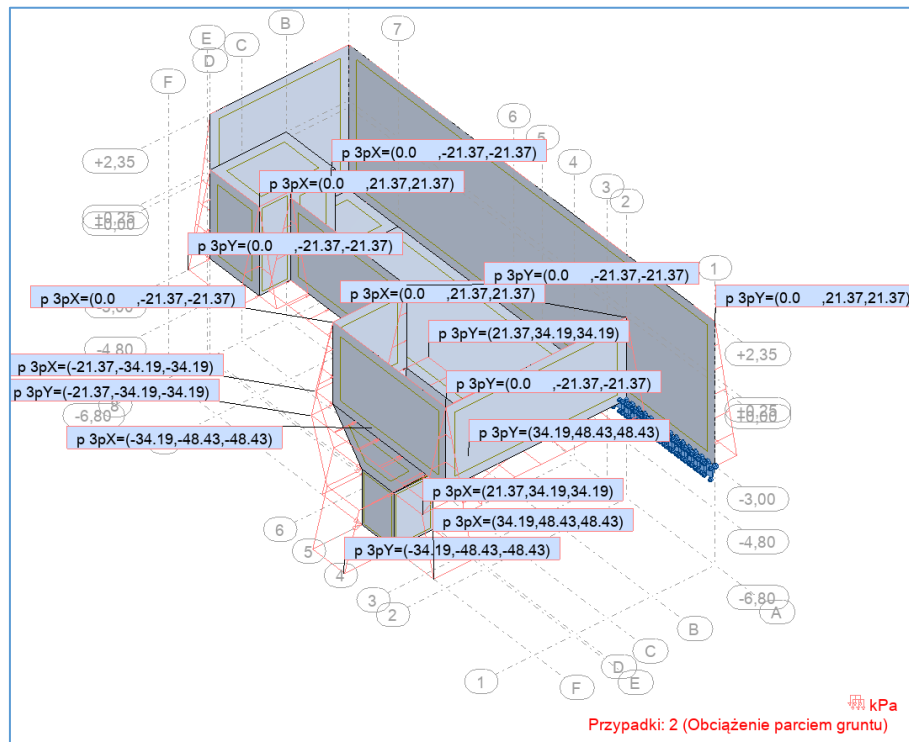 B
E
C
D
7
F
6
5
+2,35
p 3pX=(0.0 ,-21.37,-21.37)
4
3
p 3pX=(0.0 ,21.37,21.37)
2
+0,25
+0,00
p 3pY=(0.0 ,-21.37,-21.37)
p 3pY=(0.0 ,-21.37,-21.37)
1
p 3pX=(0.0 ,-21.37,-21.37)
p 3pX=(0.0 ,21.37,21.37)
p 3pY=(0.0 ,21.37,21.37)
p 3pY=(21.37,34.19,34.19)
-4,80
+2,35
p 3pX=(-21.37,-34.19,-34.19)
p 3pY=(0.0 ,-21.37,-21.37)
p 3pY=(-21.37,-34.19,-34.19)
8
-6,80
+0,25
+0,00
p 3pX=(-34.19,-48.43,-48.43)
p 3pY=(34.19,48.43,48.43)
-3,00
p 3pX=(21.37,34.19,34.19)
6
p 3pX=(34.19,48.43,48.43)
-4,80
5
p 3pY=(-34.19,-48.43,-48.43)
4
3
-6,80
2
A
B
C
D
1
E
F
kPa
Przypadki: 2 (Obciążenie parciem gruntu)